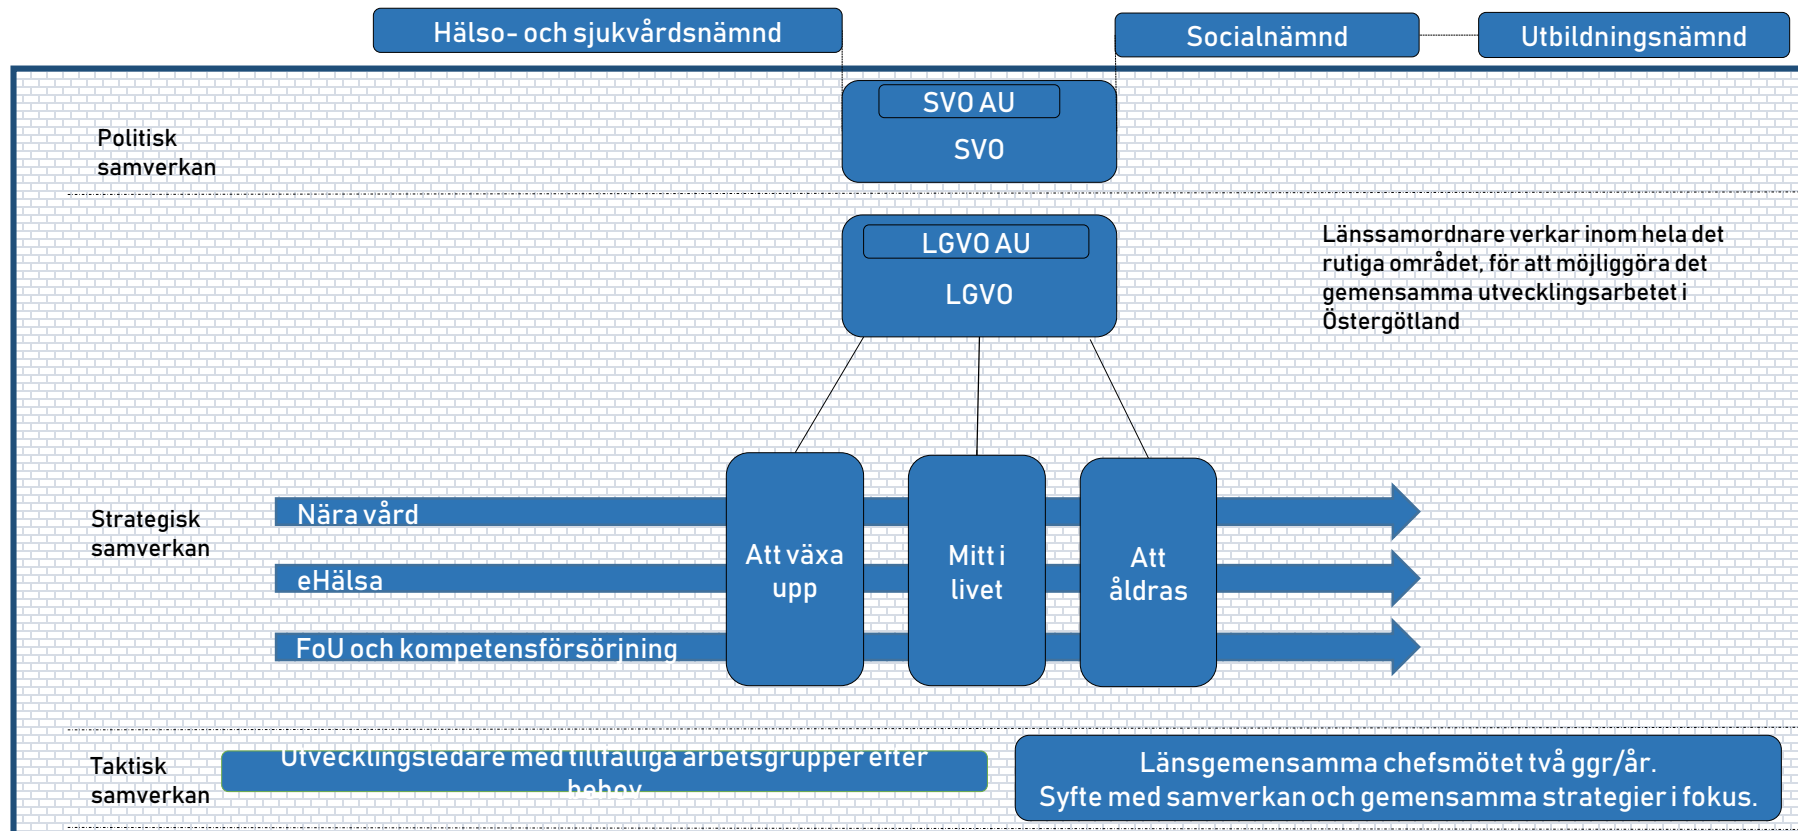 Hälso- och sjukvårdsnämnd
Socialnämnd
Utbildningsnämnd
SVO AU
SVO
Politisk
samverkan
LGVO AU
LGVO
Länssamordnare verkar inom hela det
rutiga området, för att möjliggöra det
gemensamma utvecklingsarbetet i
Östergötland
Strategisk
samverkan
Nära vård
eHälsa
FoU och kompetensförsörjning
Att växa
upp
Mitt i
livet
Att
åldras
Taktisk
samverkan
Utvecklingsledare med tillfälliga arbetsgrupper efter
behov
Länsgemensamma chefsmötet två ggr/år.
Syfte med samverkan och gemensamma strategier i fokus.